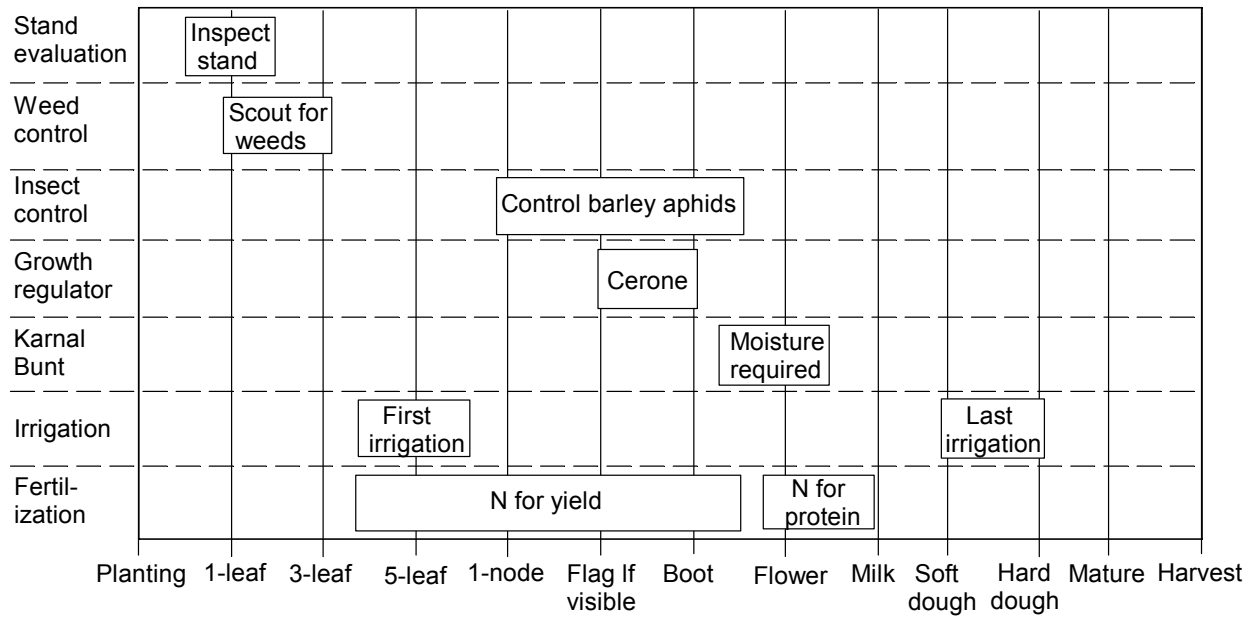 Stand
evaluation
Inspect
stand
Weed
control
Scout for
weeds
Insect
control
Control barley aphids
Growth
regulator
Cerone
Karnal
Bunt
Moisture
required
Irrigation
First
irrigation
Last
irrigation
Fertil-
ization
N for yield
N for
protein
Planting 1-leaf 3-leaf 5-leaf 1-node Flag lf Boot Flower Milk Soft Hard Mature Harvest
visible dough dough